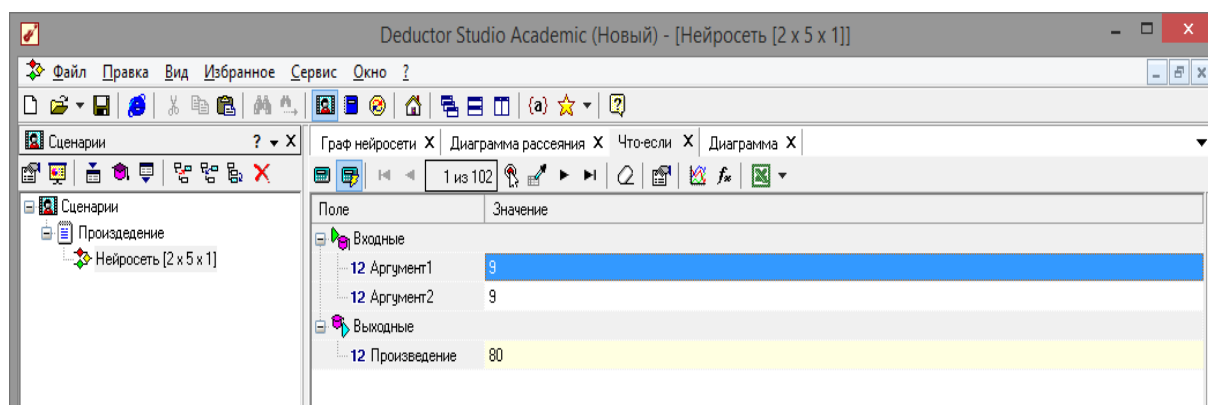 Deductor Studio Academic (Новый) - [Нейросеть [2 x 5 x 1]]
Файл Правка Вид Избранное Сервис Окно ?
Сценарии ?
Граф нейросети X Диаграмма рассеяния X Что-если X Диаграмма X
1 из 102
Сценарии
Произдедение
Нейросеть [2 x 5 x 1]
Поле Значение
Входные
12 Аргумент1 9
12 Аргумент2 9
Выходные
12 Произведение 80